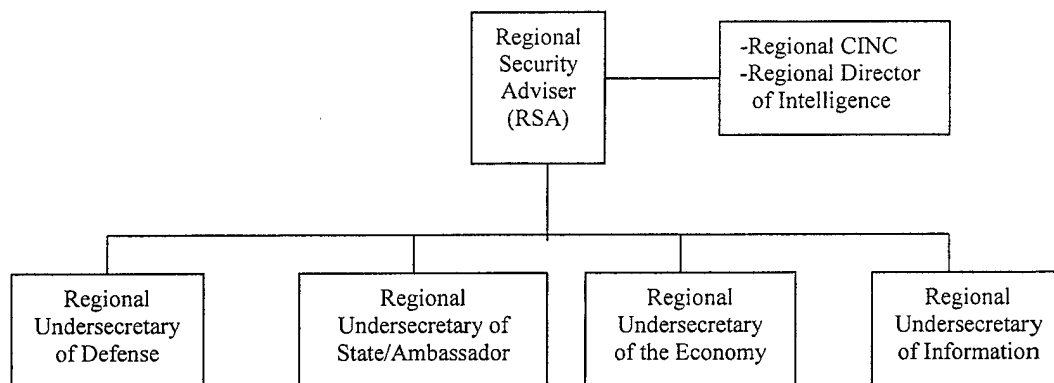 Regional
Security
Adviser
(RSA)
-Regional CINC
-Regional Director
of Intelligence
Regional
Undersecretary
of Defense
Regional
Undersecretary of
State/Ambassador
Regional
Undersecretary
of the Economy
Regional
Undersecretary
of Information